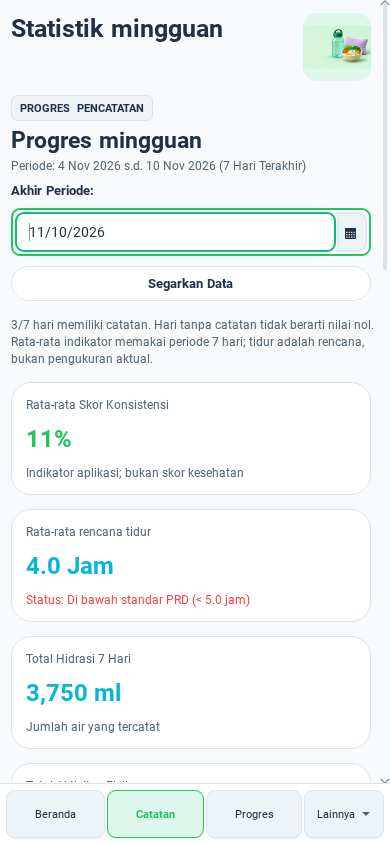 Statistik mingguan
PROGRES PENCATATAN
Progres mingguan
Periode: 4 Nov 2026 s.d. 10 Nov 2026 (7 Hari Terakhir)
Akhir Periode:
11/10/2026
Segarkan Data
3/7 hari memiliki catatan. Hari tanpa catatan tidak berarti nilai nol.
Rata-rata indikator memakai periode 7 hari; tidur adalah rencana,
bukan pengukuran aktual.
Rata-rata Skor Konsistensi
11%
Indikator aplikasi; bukan skor kesehatan
Rata-rata rencana tidur
4.0 Jam
Status: Di bawah standar PRD (< 5.0 jam)
Total Hidrasi 7 Hari
3,750 ml
Jumlah air yang tercatat
Beranda
Catatan
Progres
Lainnya